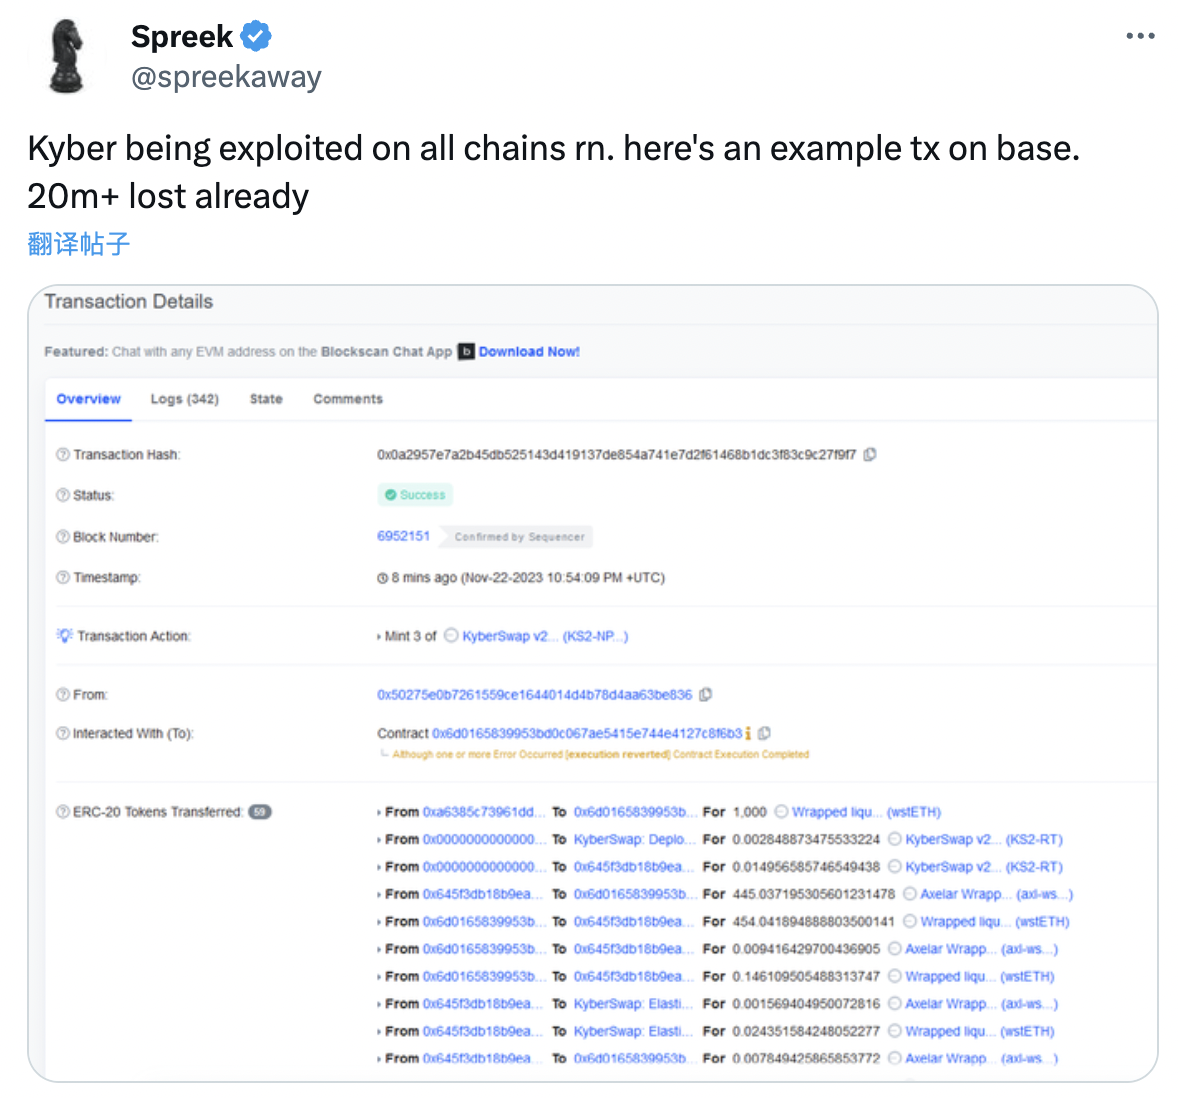 Spreek
@spreekaway
Kyber being exploited on all chains rn. here's an example tx on base.
20m+ lost already
翻译帖子
Transaction Details
Featured: Chat with any EVM address on the Blockscan Chat App b Download Now!
Overview Logs (342) State Comments
Transaction Hash: 0x0a2957e7a2b45db525143d419137de854a741e7d2f61468b1dc3f83c9c27f9f7
Status: Success
Block Number: 6952151 Confirmed by Sequencer
Timestamp: 8 mins ago (Nov-22-2023 10:54:09 PM +UTC)
Transaction Action: Mint 3 of KyberSwap v2... (KS2-NP...)
From: 0x50275e0b7261559ce1644014d4b78d4aa63be836
Interacted With (To): Contract 0x6d0165839953bd0c067ae5415e744e4127c8f6b3
Although one or more Error Occurred [execution reverted] Contract Execution Completed
ERC-20 Tokens Transferred: 59 From 0xa6385c73961dd... To 0x6d0165839953b... For 1,000 Wrapped liqu... (wstETH)
From 0x0000000000000... To KyberSwap: Deplo... For 0.002848873475533224 KyberSwap v2... (KS2-RT)
From 0x0000000000000... To 0x645f3db18b9ea... For 0.014956585746549438 KyberSwap v2... (KS2-RT)
From 0x645f3db18b9ea... To 0x6d0165839953b... For 445.037195305601231478 Axelar Wrapp... (axl-ws...)
From 0x6d0165839953b... To 0x645f3db18b9ea... For 454.041894888803500141 Wrapped liqu... (wstETH)
From 0x6d0165839953b... To 0x645f3db18b9ea... For 0.009416429700436905 Axelar Wrapp... (axl-ws...)
From 0x6d0165839953b... To 0x645f3db18b9ea... For 0.146109505488313747 Wrapped liqu... (wstETH)
From 0x645f3db18b9ea... To KyberSwap: Elasti... For 0.001569404950072816 Axelar Wrapp... (axl-ws...)
From 0x645f3db18b9ea... To KyberSwap: Elasti... For 0.024351584248052277 Wrapped liqu... (wstETH)
From 0x645f3db18b9ea... To 0x6d0165839953b... For 0.007849425865853772 Axelar Wrapp... (axl-ws...)